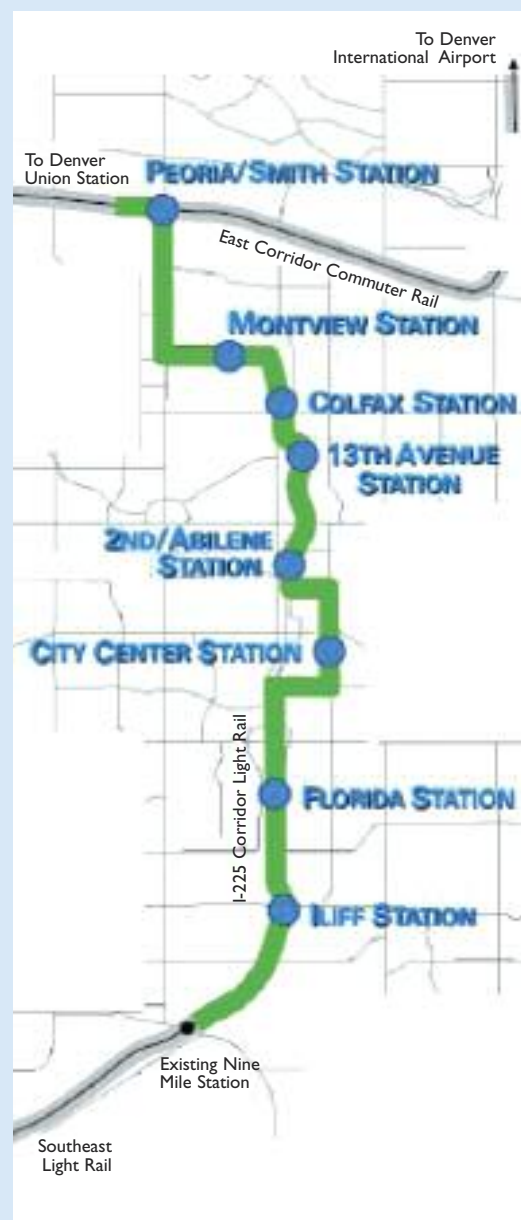 To Denver
International Airport
To Denver
Union Station
PEORIA/SMITH STATION
East Corridor Commuter Rail
MONTVIEW STATION
COLFAX STATION
13TH AVENUE
STATION
2ND/ABILENE
STATION
CITY CENTER STATION
I-225 Corridor Light Rail
FLORIDA STATION
ILIFF STATION
Existing Nine
Mile Station
Southeast
Light Rail